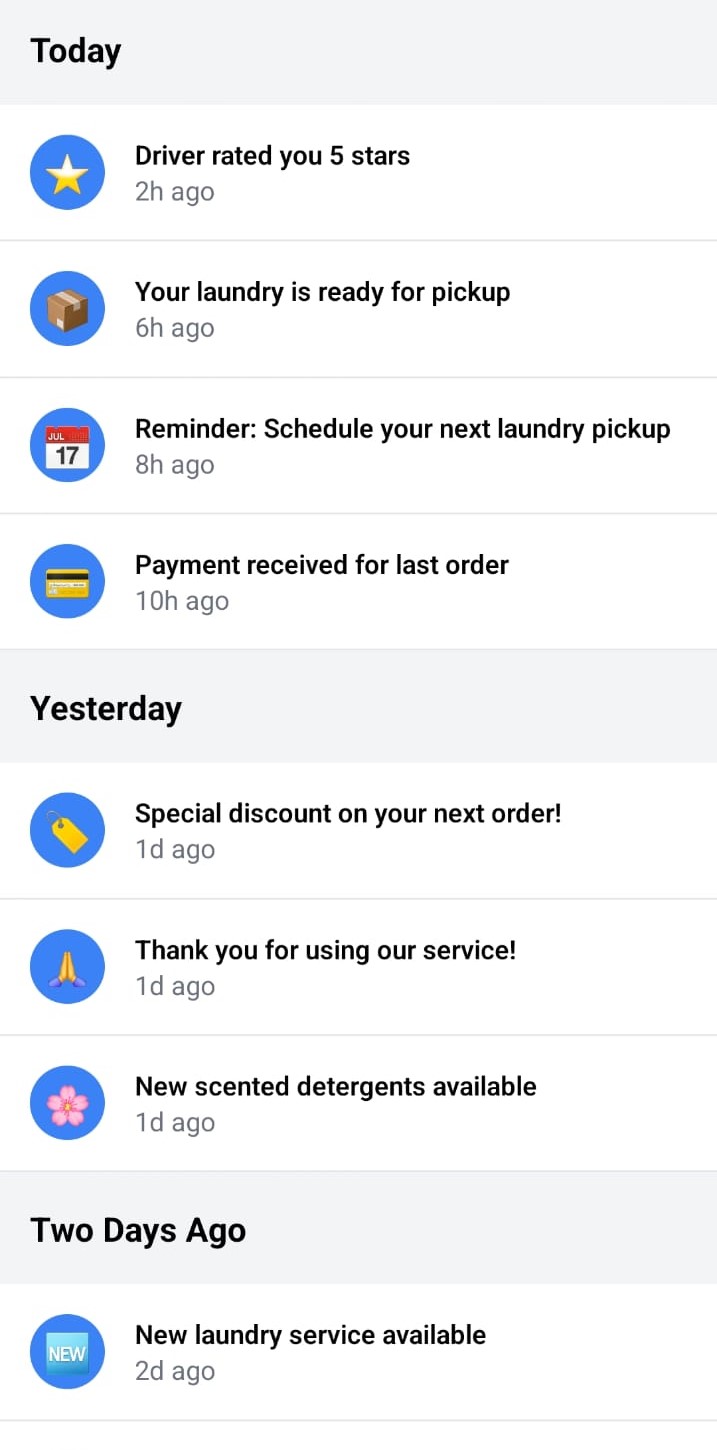 Today
Driver rated you 5 stars
2h ago
Your laundry is ready for pickup
6h ago
JUL
17
Reminder: Schedule your next laundry pickup
8h ago
Payment received for last order
10h ago
Yesterday
Special discount on your next order!
1d ago
Thank you for using our service!
1d ago
New scented detergents available
1d ago
Two Days Ago
NEW
New laundry service available
2d ago